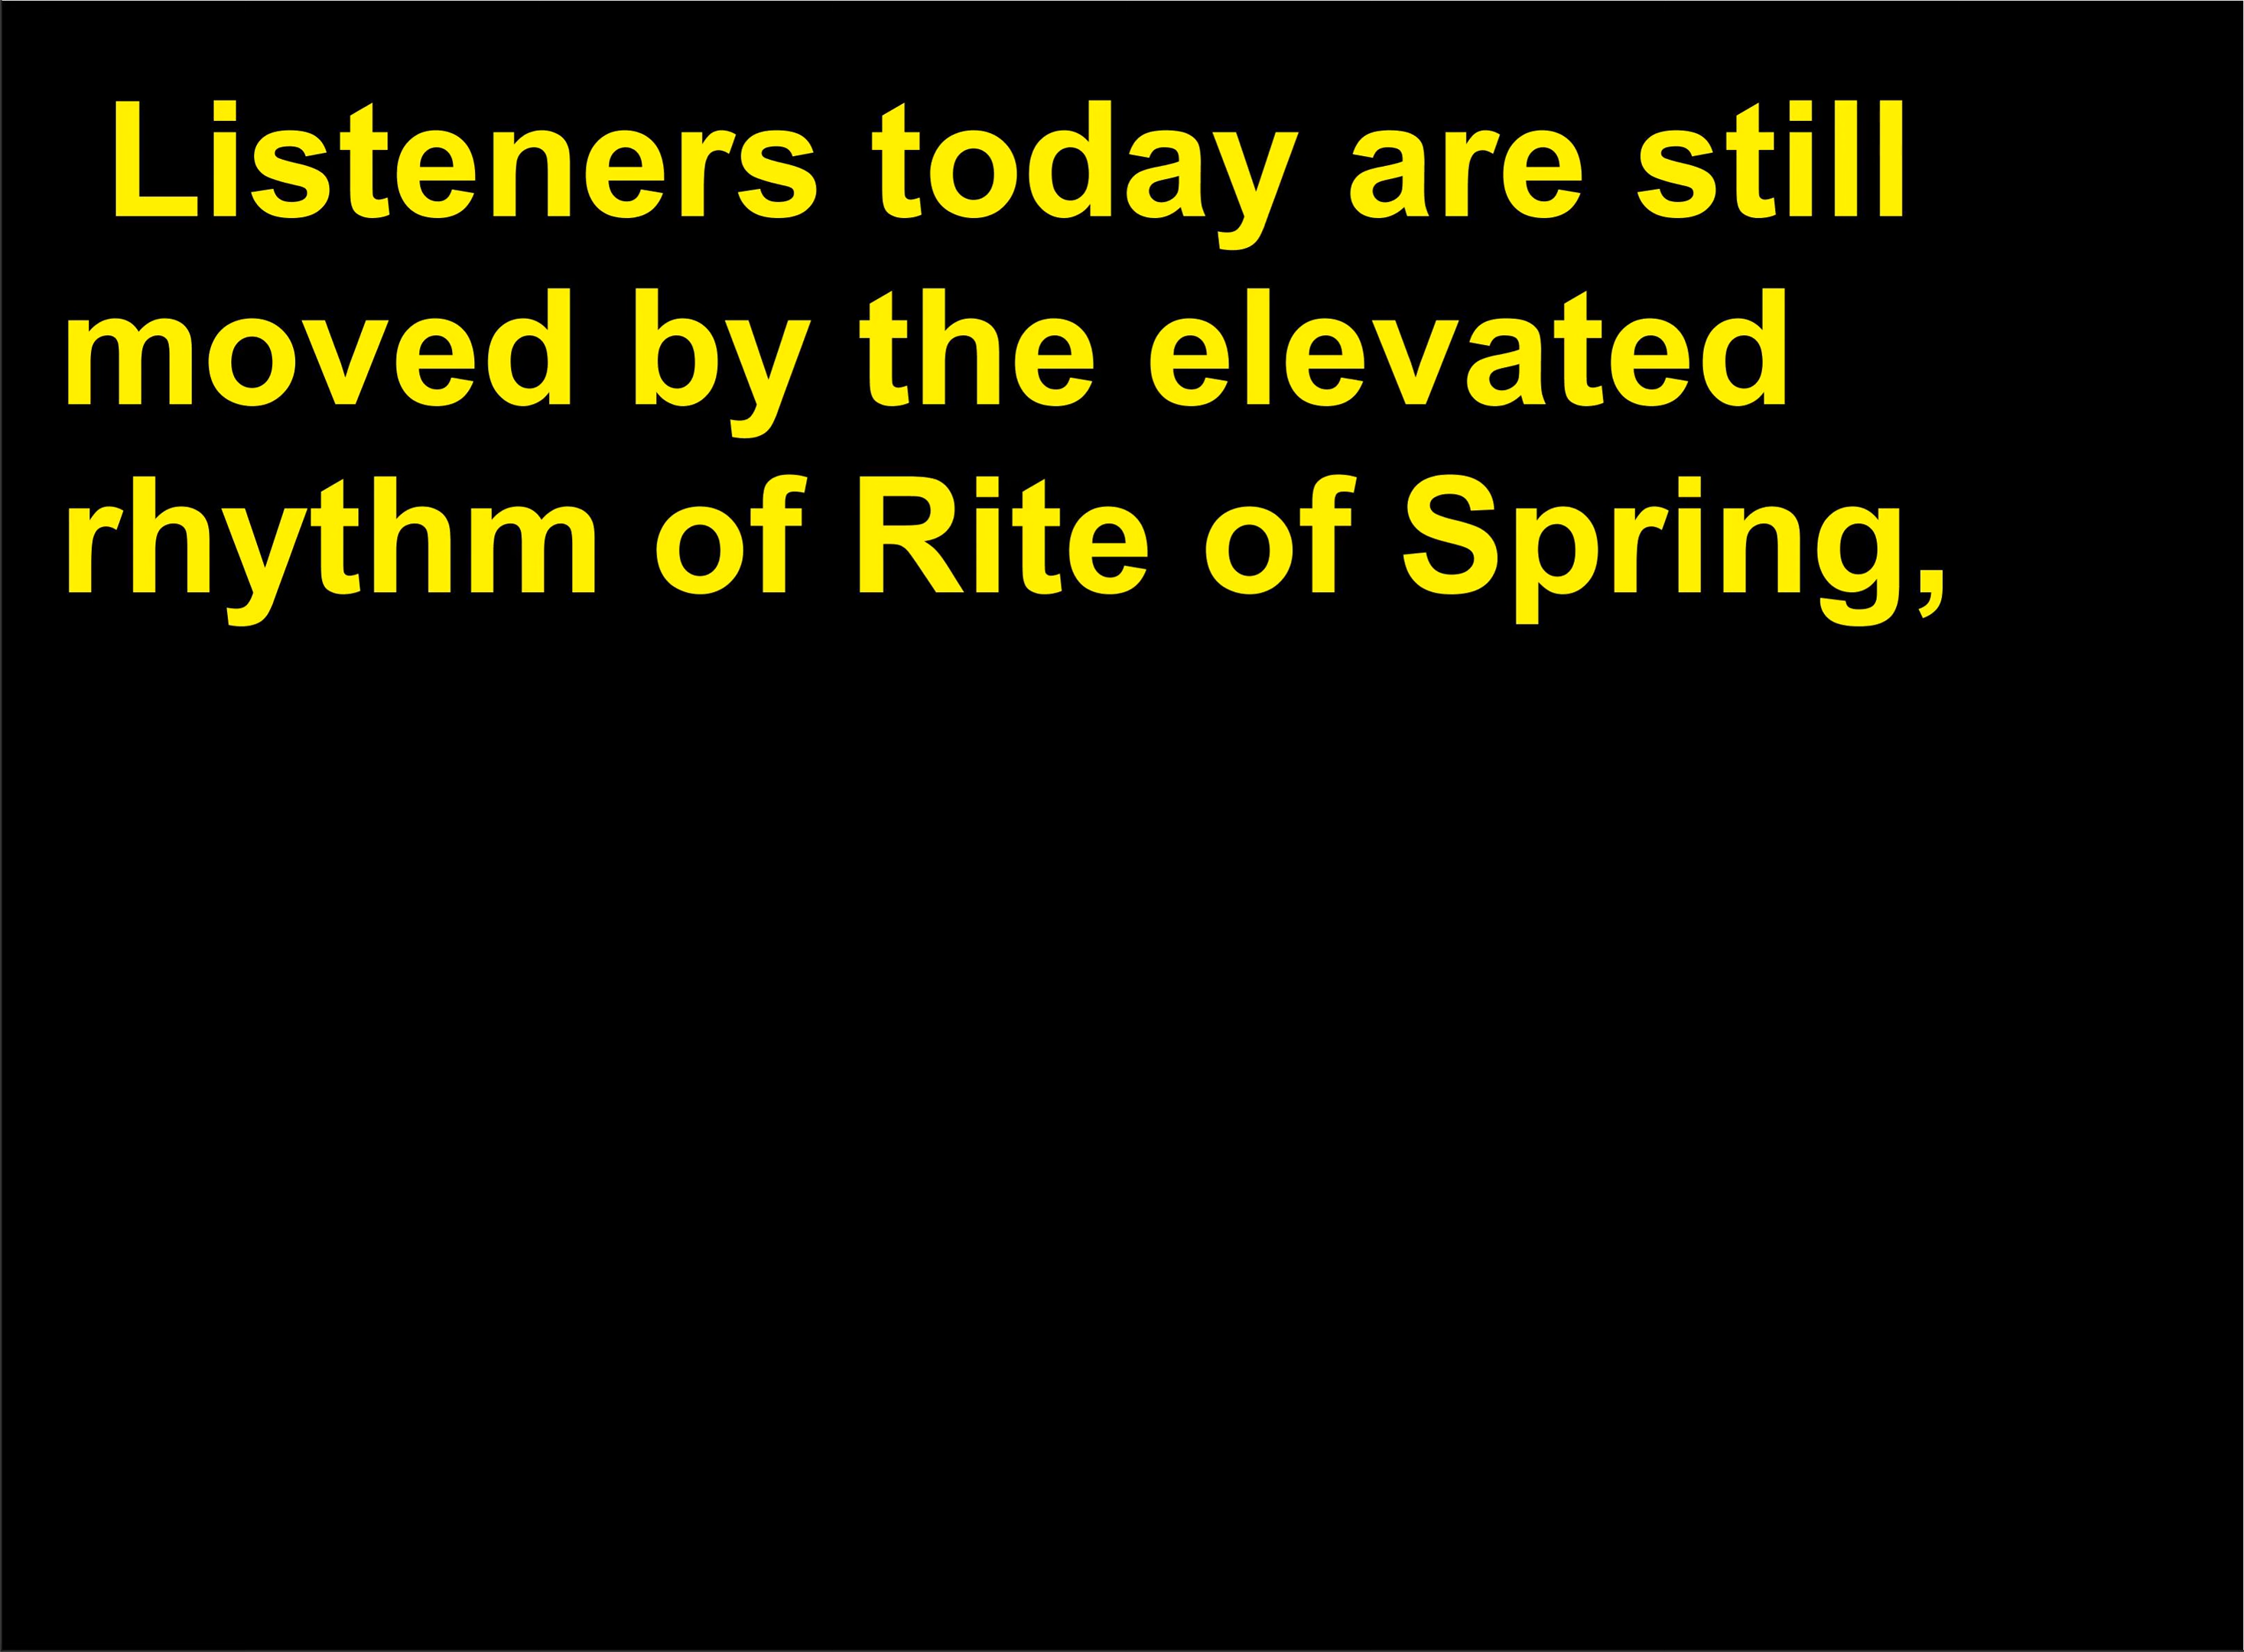 Listeners today are still
moved by the elevated
rhythm of Rite of Spring,